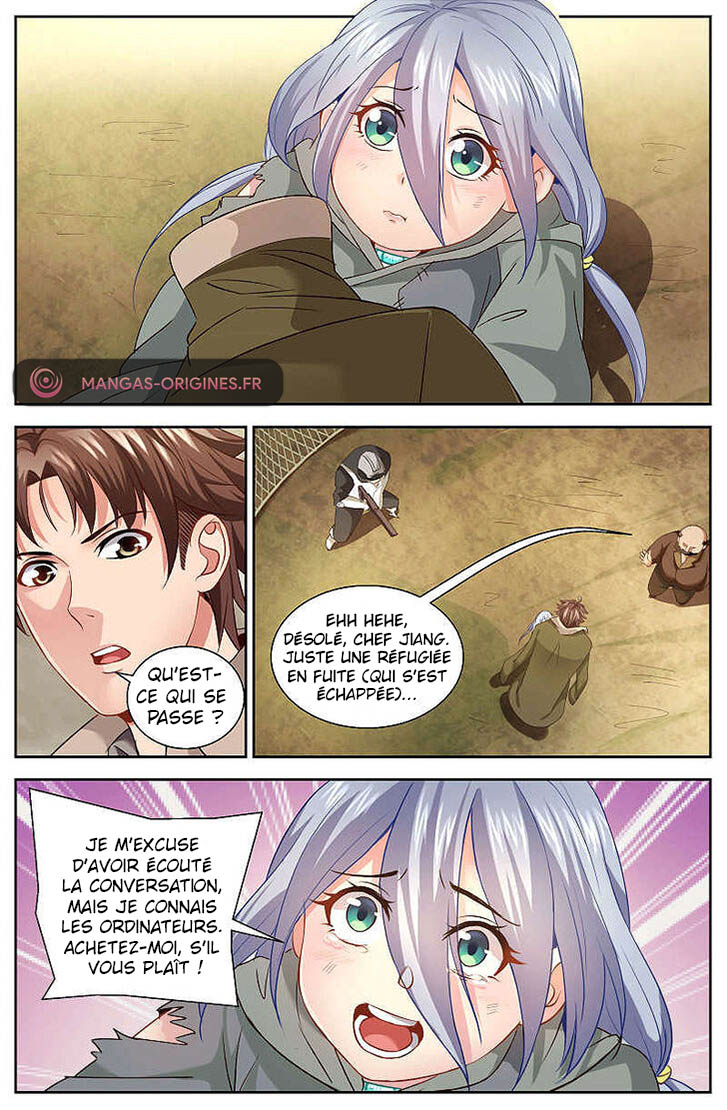 MANGAS-ORIGINES.FR
QU'EST-
CE QUI SE
PASSE ?
EHH HEHE,
DÉSOLÉ, CHEF JIANG.
JUSTE UNE RÉFUGIÉE
EN FUITE (QUI S'EST
ÉCHAPPÉE)...
JE M'EXCUSE
D'AVOIR ÉCOUTÉ
LA CONVERSATION,
MAIS JE CONNAIS
LES ORDINATEURS.
ACHETEZ-MOI, S'IL
VOUS PLAÎT !